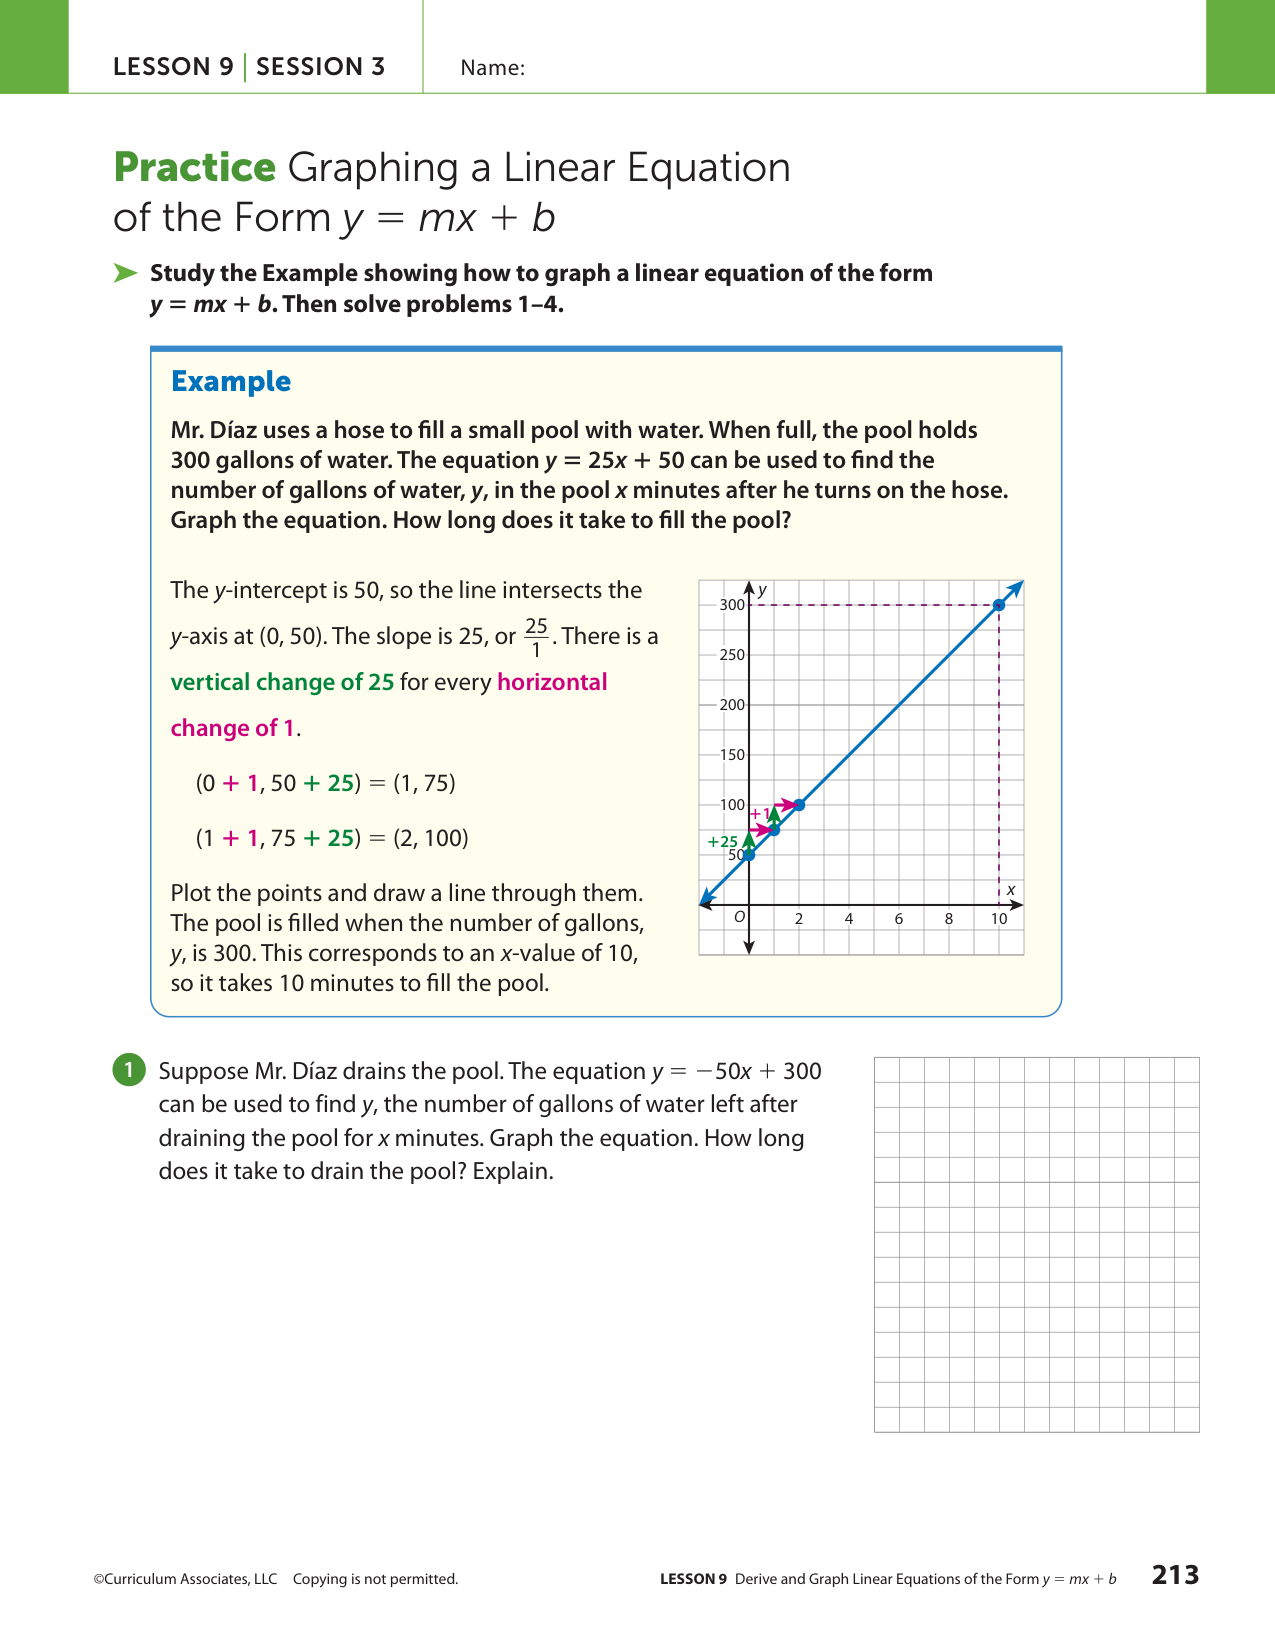 LESSON 9 | SESSION 3
Name:
Practice Graphing a Linear Equation
of the Form y = mx + b
Study the Example showing how to graph a linear equation of the form
y = mx + b. Then solve problems 1–4.
Example
Mr. Díaz uses a hose to fill a small pool with water. When full, the pool holds
300 gallons of water. The equation y = 25x + 50 can be used to find the
number of gallons of water, y, in the pool x minutes after he turns on the hose.
Graph the equation. How long does it take to fill the pool?
The y-intercept is 50, so the line intersects the
y-axis at (0, 50). The slope is 25, or 25/1. There is a
vertical change of 25 for every horizontal
change of 1.
(0 + 1, 50 + 25) = (1, 75)
(1 + 1, 75 + 25) = (2, 100)
Plot the points and draw a line through them.
The pool is filled when the number of gallons,
y, is 300. This corresponds to an x-value of 10,
so it takes 10 minutes to fill the pool.
y
300
250
200
150
100
+1
+25
50
x
O 2 4 6 8 10
1 Suppose Mr. Díaz drains the pool. The equation y = −50x + 300
can be used to find y, the number of gallons of water left after
draining the pool for x minutes. Graph the equation. How long
does it take to drain the pool? Explain.
©Curriculum Associates, LLC Copying is not permitted.
LESSON 9 Derive and Graph Linear Equations of the Form y = mx + b 213